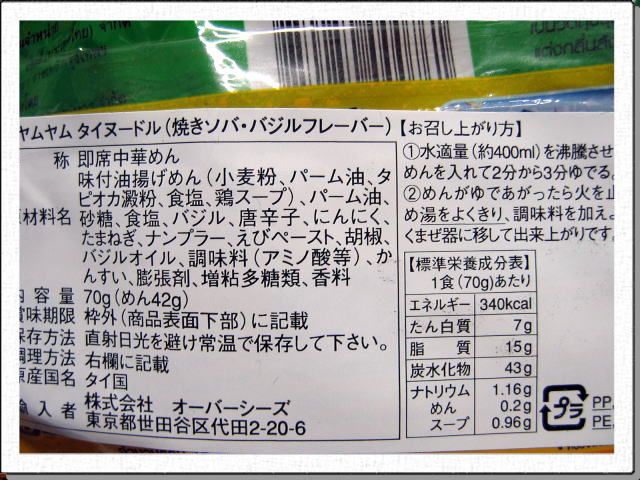 ヤムヤム タイヌードル(焼きソバ・バジルフレーバー)
称 即席中華めん
味付油揚げめん(小麦粉、パーム油、タ
ピオカ澱粉、食塩、鶏スープ)、パーム油、
原材料名 砂糖、食塩、バジル、唐辛子、にんにく、
たまねぎ、ナンプラー、えびペースト、胡椒、
バジルオイル、調味料(アミノ酸等)、か
んすい、膨張剤、増粘多糖類、香料
内容量 70g(めん42g)
賞味期限 枠外(商品表面下部)に記載
保存方法 直射日光を避け常温で保存して下さい。
調理方法 右欄に記載
原産国名 タイ国
輸入者 株式会社 オーバーシーズ
東京都世田谷区代田2-20-6
【お召し上がり方】
①水適量(約400ml)を沸騰させ
めんを入れて2分から3分ゆでる。
②めんがゆであがったら火を止
め湯をよくきり、調味料を加え
くまぜ器に移して出来上がりです
【標準栄養成分表】
1食(70g)あたり
エネルギー 340kcal
たん白質 7g
脂質 15g
炭水化物 43g
ナトリウム 1.16g
めん 0.2g
スープ 0.96g
プラ
PP,
PE,